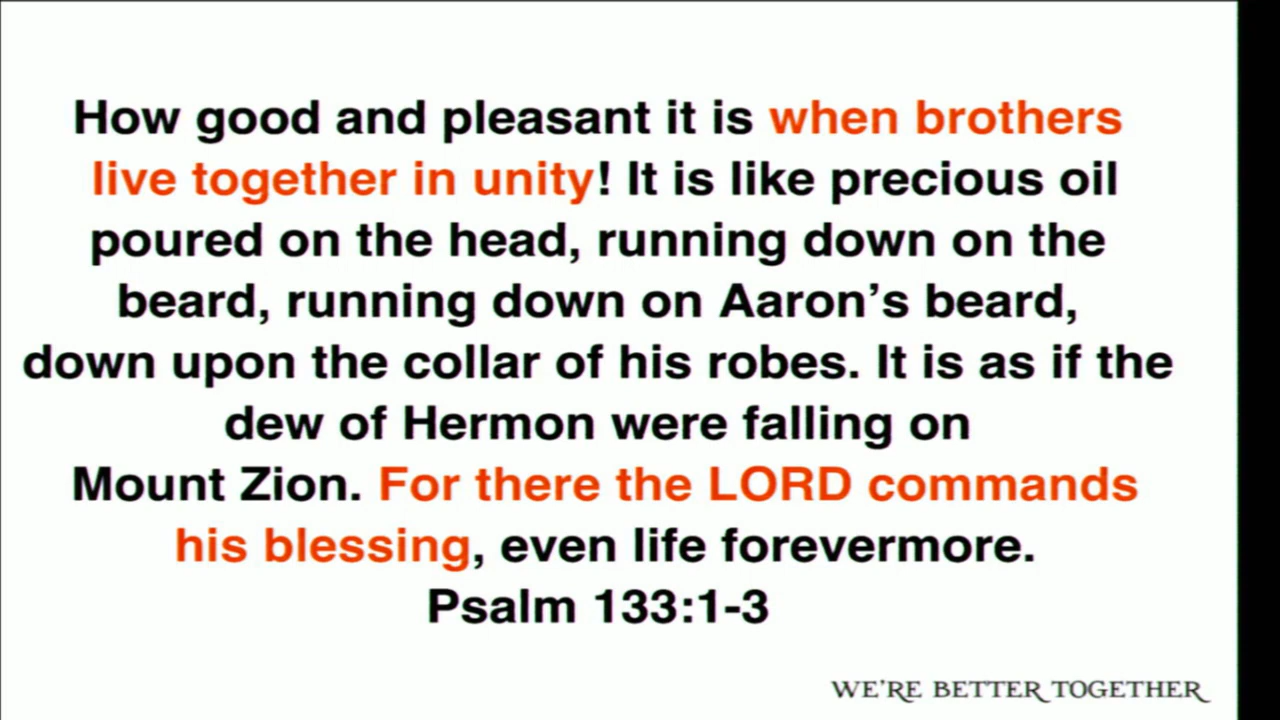 How good and pleasant it is when brothers
live together in unity! It is like precious oil
poured on the head, running down on the
beard, running down on Aaron’s beard,
down upon the collar of his robes. It is as if the
dew of Hermon were falling on
Mount Zion. For there the LORD commands
his blessing, even life forevermore.
Psalm 133:1-3
WE'RE BETTER TOGETHER